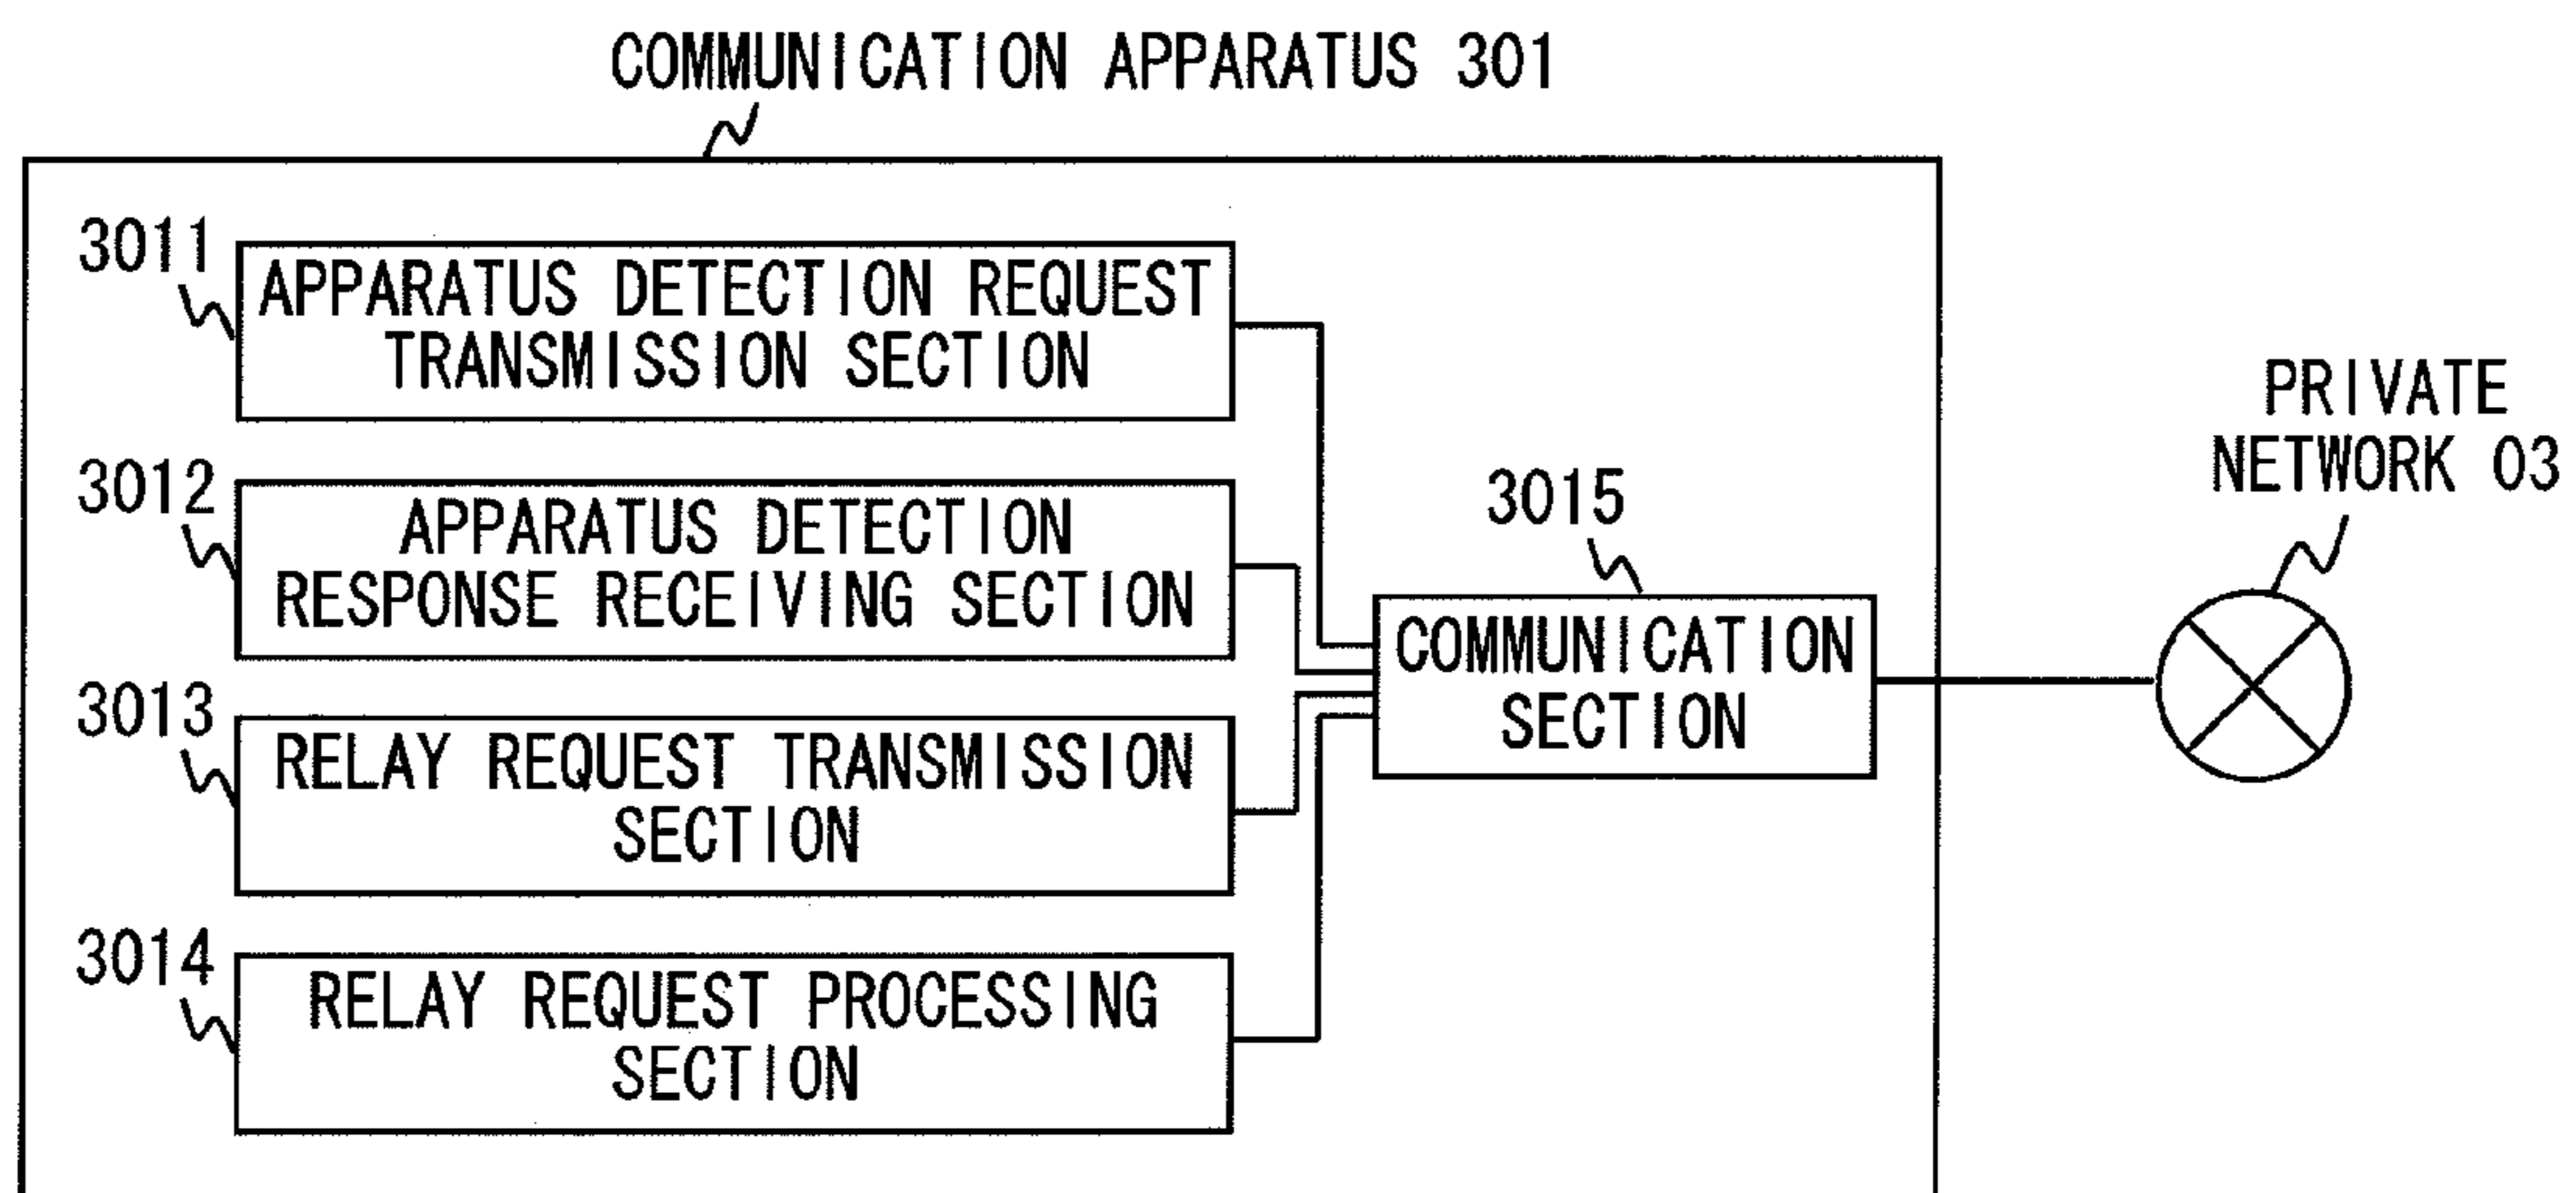 COMMUNICATION APPARATUS 301
3011
APPARATUS DETECTION REQUEST
TRANSMISSION SECTION
3012
APPARATUS DETECTION
RESPONSE RECEIVING SECTION
3013
RELAY REQUEST TRANSMISSION
SECTION
3014
RELAY REQUEST PROCESSING
SECTION
3015
COMMUNICATION
SECTION
PRIVATE
NETWORK 03